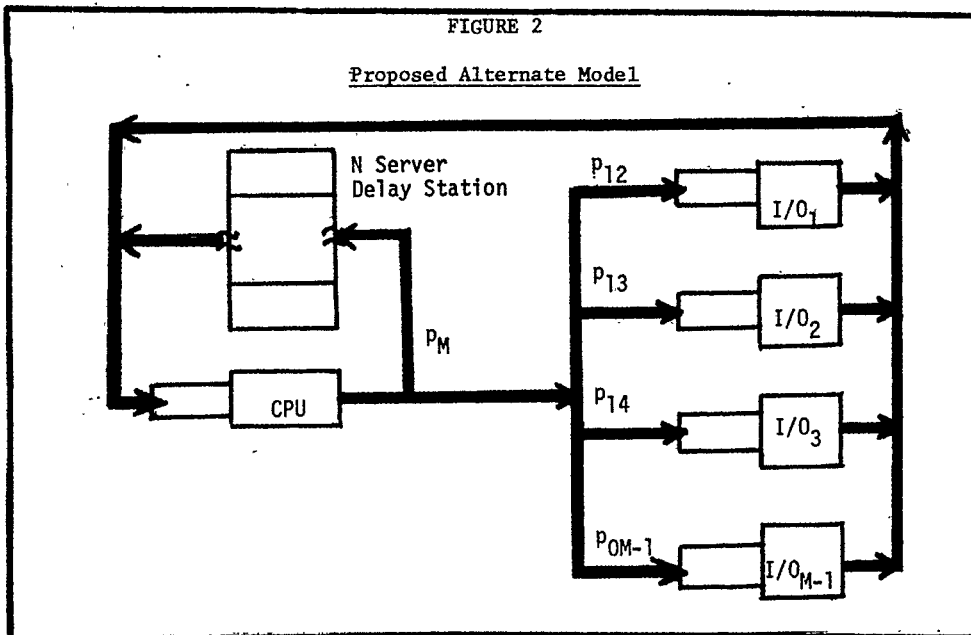 FIGURE 2
Proposed Alternate Model
N Server
Delay Station
p12
I/O1
p13
I/O2
pM
CPU
p14
I/O3
p0M-1
I/OM-1